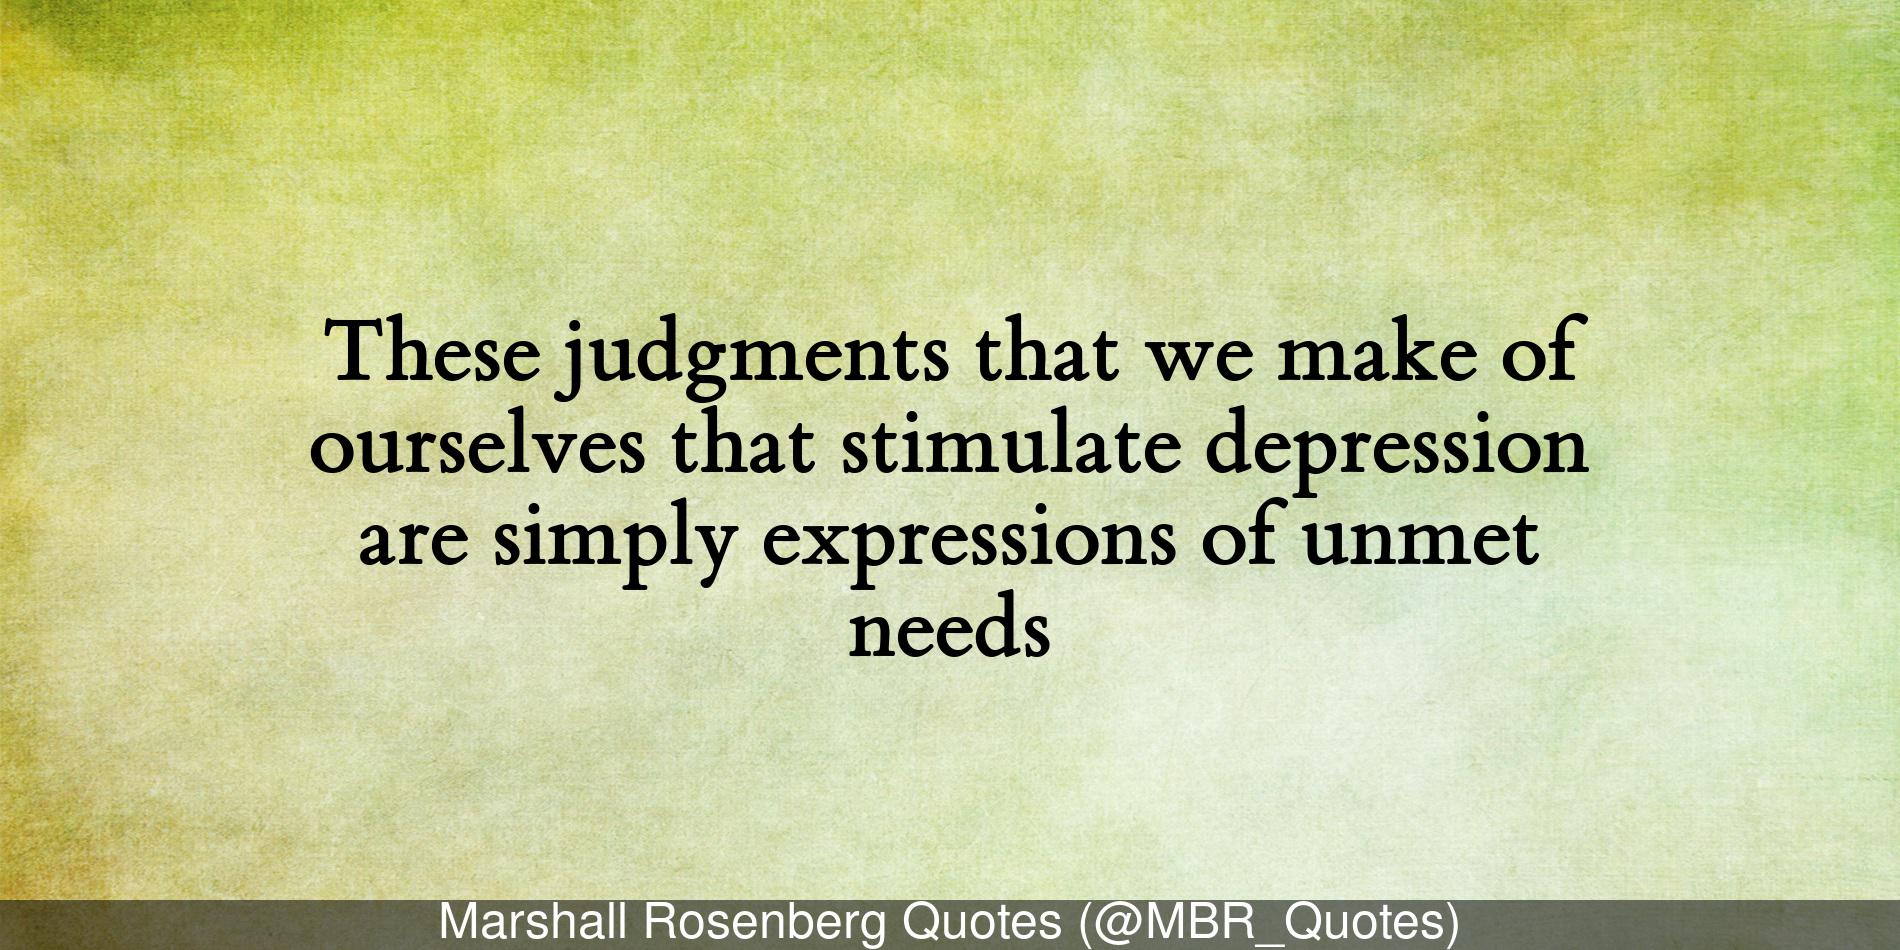 These judgments that we make of
ourselves that stimulate depression
are simply expressions of unmet
needs
Marshall Rosenberg Quotes (@MBR_Quotes)